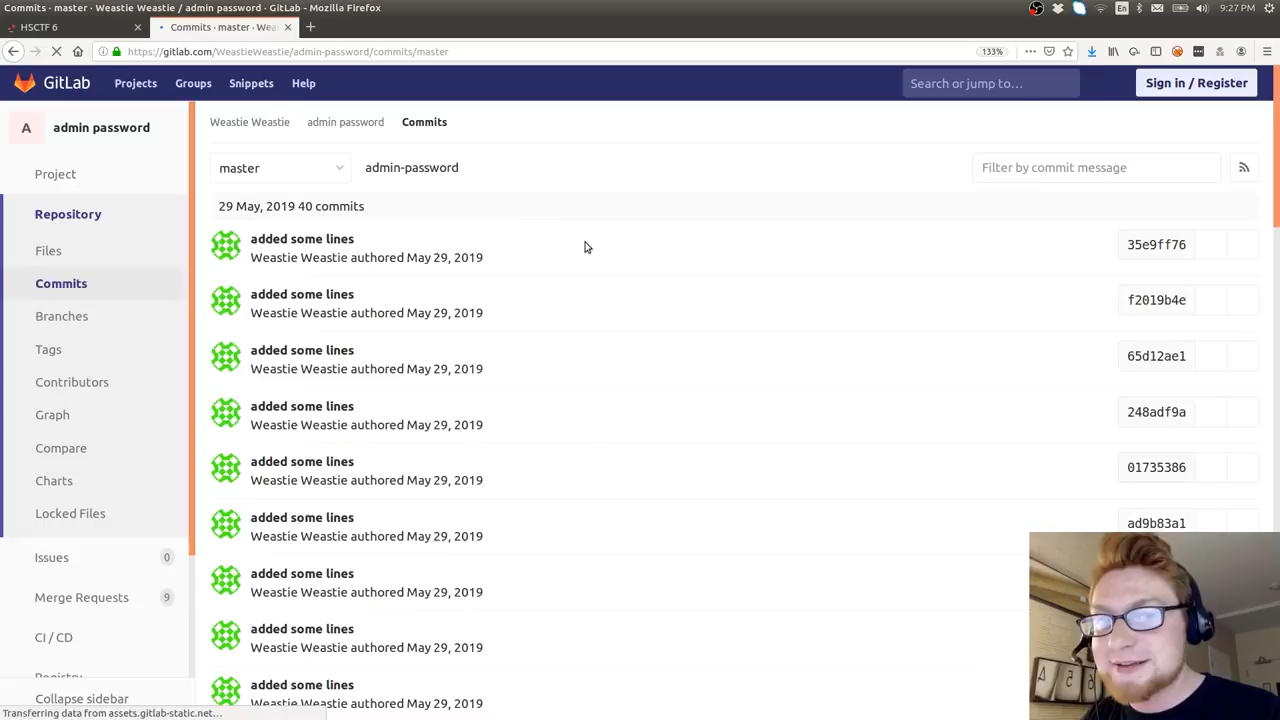 Commits · master · Weastie Weastie / admin password · GitLab - Mozilla Firefox
En
9:27 PM
HSCTF 6
Commits · master · Wea
https://gitlab.com/WeastieWeastie/admin-password/commits/master
133%
GitLab
Projects
Groups
Snippets
Help
Search or jump to…
Sign in / Register
A
admin password
Weastie Weastie
admin password
Commits
Project
Repository
Files
Commits
Branches
Tags
Contributors
Graph
Compare
Charts
Locked Files
Issues
0
Merge Requests
9
CI / CD
Collapse sidebar
master
admin-password
Filter by commit message
29 May, 2019 40 commits
added some lines
Weastie Weastie authored May 29, 2019
35e9ff76
added some lines
Weastie Weastie authored May 29, 2019
f2019b4e
added some lines
Weastie Weastie authored May 29, 2019
65d12ae1
added some lines
Weastie Weastie authored May 29, 2019
248adf9a
added some lines
Weastie Weastie authored May 29, 2019
01735386
added some lines
Weastie Weastie authored May 29, 2019
ad9b83a1
added some lines
Weastie Weastie authored May 29, 2019
added some lines
Weastie Weastie authored May 29, 2019
added some lines
Weastie Weastie authored May 29, 2019
Transferring data from assets.gitlab-static.net…